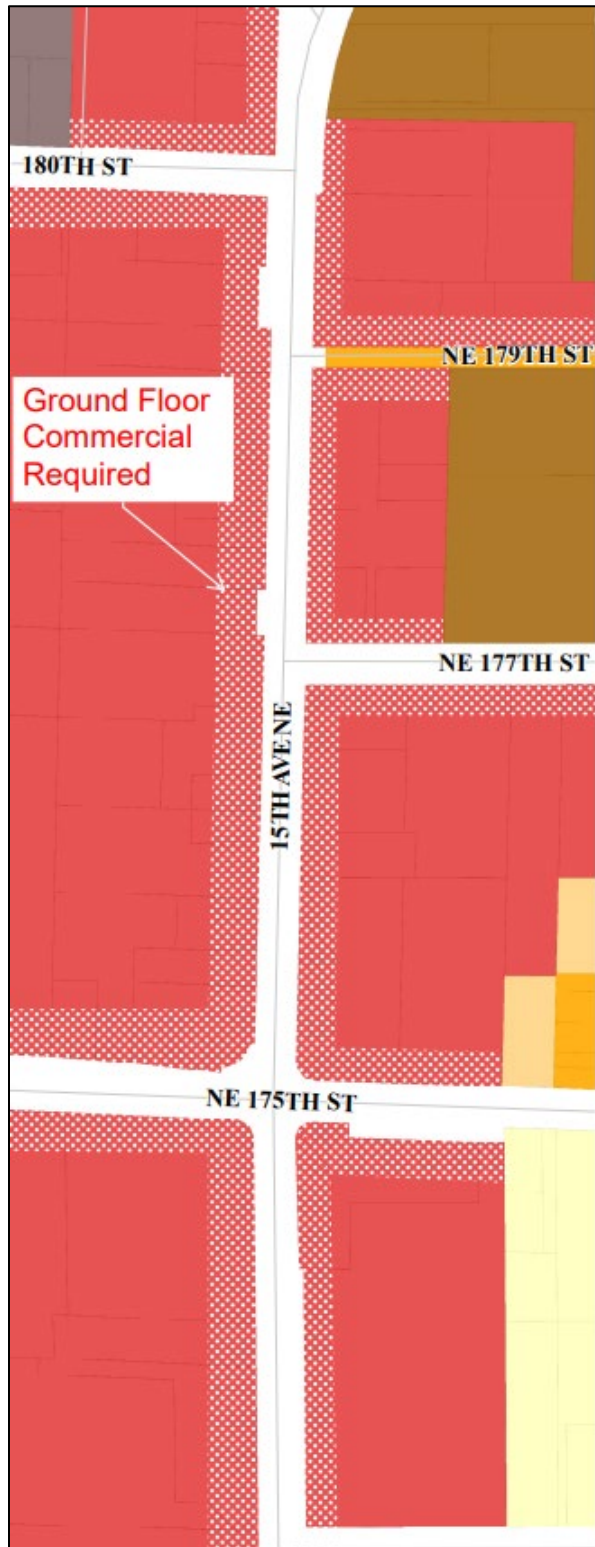 180TH ST
NE 179TH ST
Ground Floor
Commercial
Required
NE 177TH ST
15TH AVE NE
NE 175TH ST